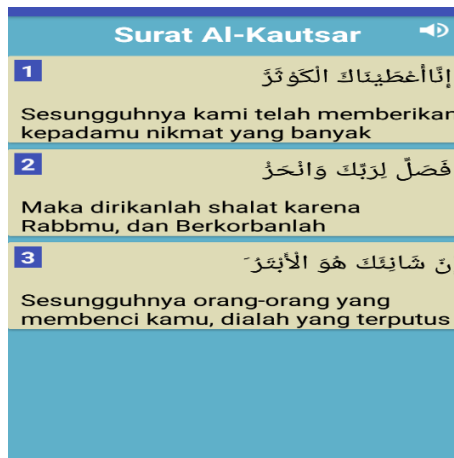 Surat Al-Kautsar
1
إنَّاأَعْطَيْنَاكَ الْكَوْثَرَ
Sesungguhnya kami telah memberikan
kepadamu nikmat yang banyak
2
فَصَلِّ لِرَبِّكَ وَانْحَرْ
Maka dirikanlah shalat karena
Rabbmu, dan Berkorbanlah
3
نَّ شَانِئَكَ هُوَ الْأَبْتَرُ َ
Sesungguhnya orang-orang yang
membenci kamu, dialah yang terputus